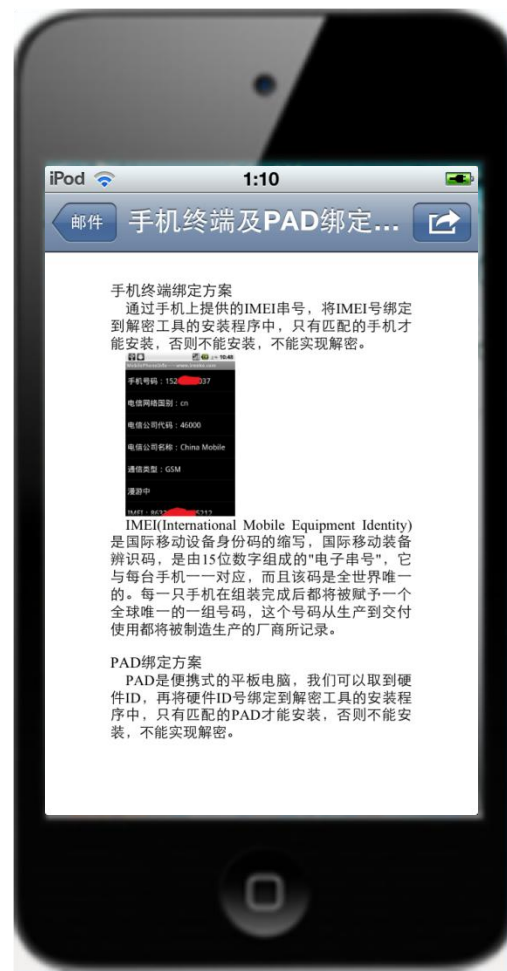 iPod 1:10
邮件 手机终端及PAD绑定...
手机终端绑定方案
通过手机上提供的IMEI串号，将IMEI号绑定
到解密工具的安装程序中，只有匹配的手机才
能安装，否则不能安装，不能实现解密。
10:48
手机号码：152 037
电信网络国别：cn
电信公司代码：46000
电信公司名称：China Mobile
通信类型：GSM
漫游中
IMEI(International Mobile Equipment Identity)
是国际移动设备身份码的缩写，国际移动装备
辨识码，是由15位数字组成的"电子串号"，它
与每台手机一一对应，而且该码是全世界唯一
的。每一只手机在组装完成后都将被赋予一个
全球唯一的一组号码，这个号码从生产到交付
使用都将被制造生产的厂商所记录。
PAD绑定方案
PAD是便携式的平板电脑，我们可以取到硬
件ID，再将硬件ID号绑定到解密工具的安装程
序中，只有匹配的PAD才能安装，否则不能安
装，不能实现解密。